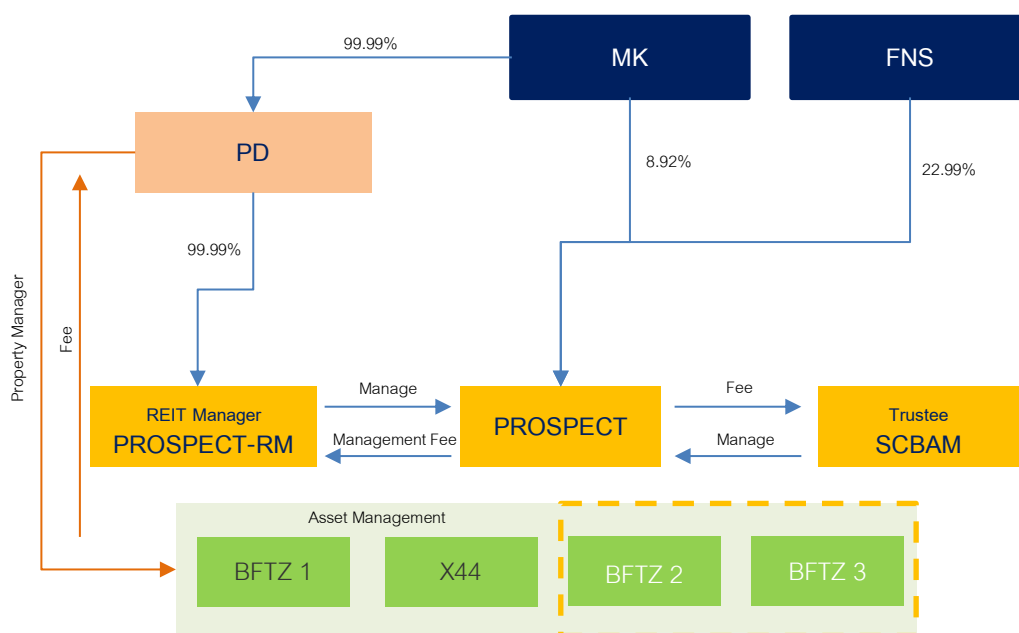 99.99%
MK
FNS
PD
8.92%
22.99%
99.99%
Property Manager
Fee
REIT Manager
PROSPECT-RM
Manage
Management Fee
PROSPECT
Fee
Manage
Trustee
SCBAM
Asset Management
BFTZ 1
X44
BFTZ 2
BFTZ 3